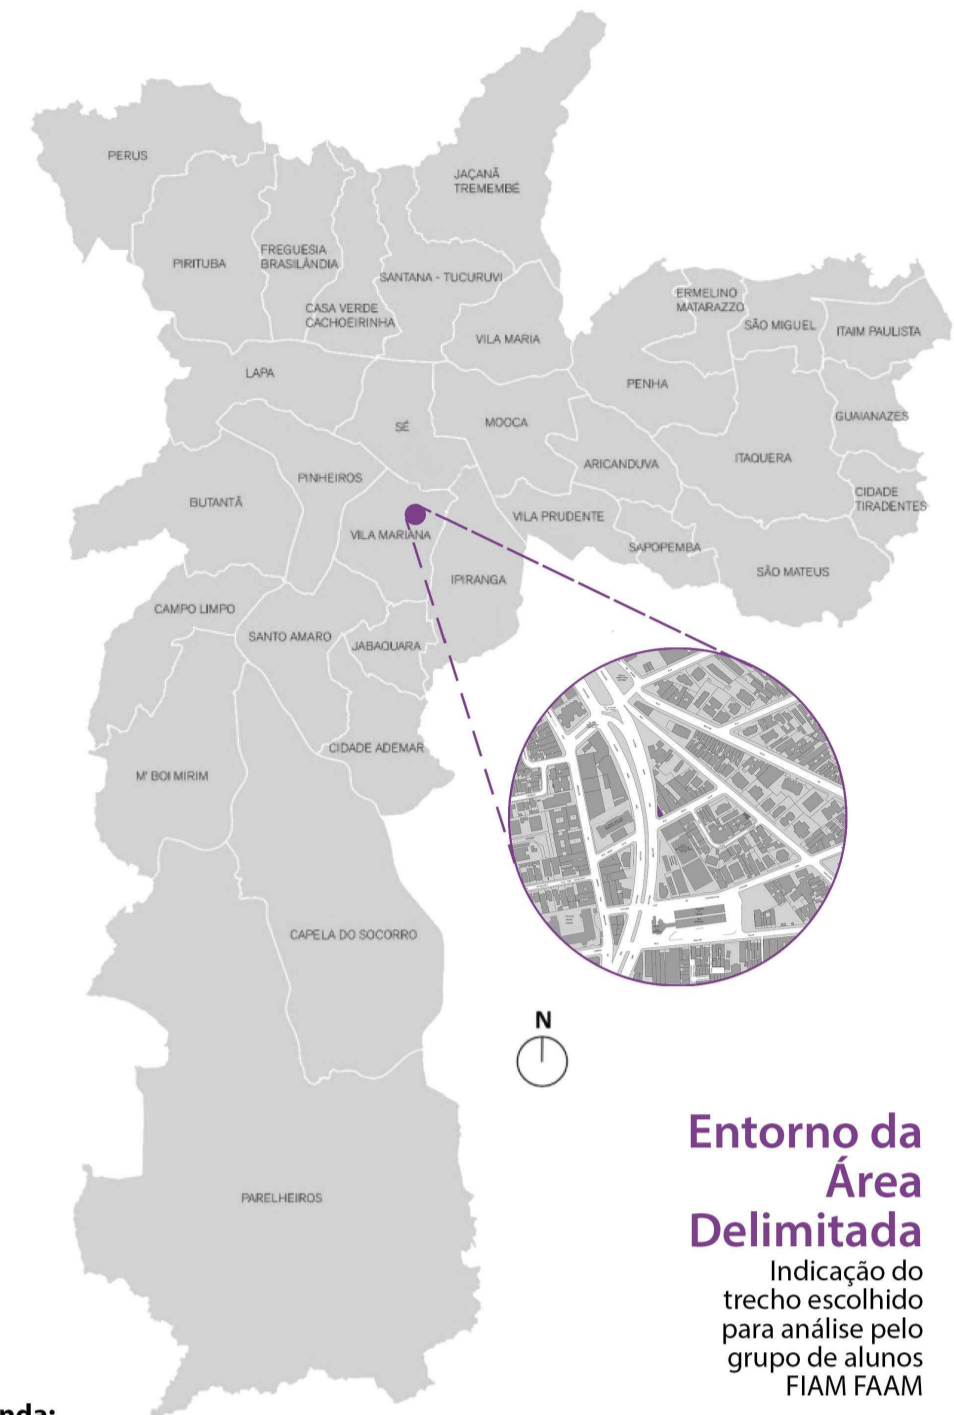 PERUS
JAÇANÃ
TREMEMBÉ
PIRITUBA
FREGUESIA
BRASILÂNDIA
SANTANA - TUCURUVI
CASA VERDE
CACHOEIRINHA
VILA MARIA
ERMELINO
MATARAZZO
SÃO MIGUEL
ITAIM PAULISTA
LAPA
PENHA
SÉ
MOOCA
GUAIANAZES
ARICANDUVA
ITAQUERA
PINHEIROS
BUTANTÃ
CIDADE
TIRADENTES
VILA PRUDENTE
VILA MARIANA
SAPOPEMBA
SÃO MATEUS
IPIRANGA
CAMPO LIMPO
SANTO AMARO
JABAQUARA
CIDADE ADEMAR
M' BOI MIRIM
CAPELA DO SOCORRO
N
PARELHEIROS
Entorno da
Área
Delimitada
Indicação do
trecho escolhido
para análise pelo
grupo de alunos
FIAM FAAM
nda: